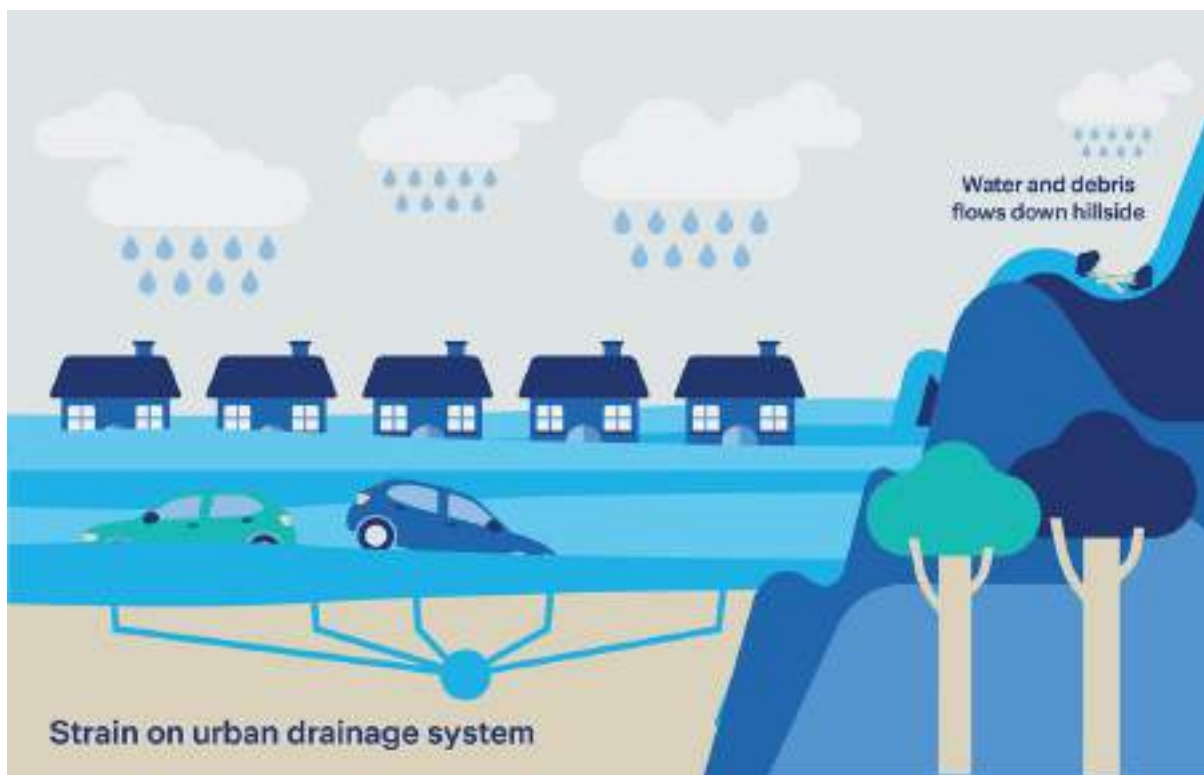 Water and debris
flows down hillside
Strain on urban drainage system